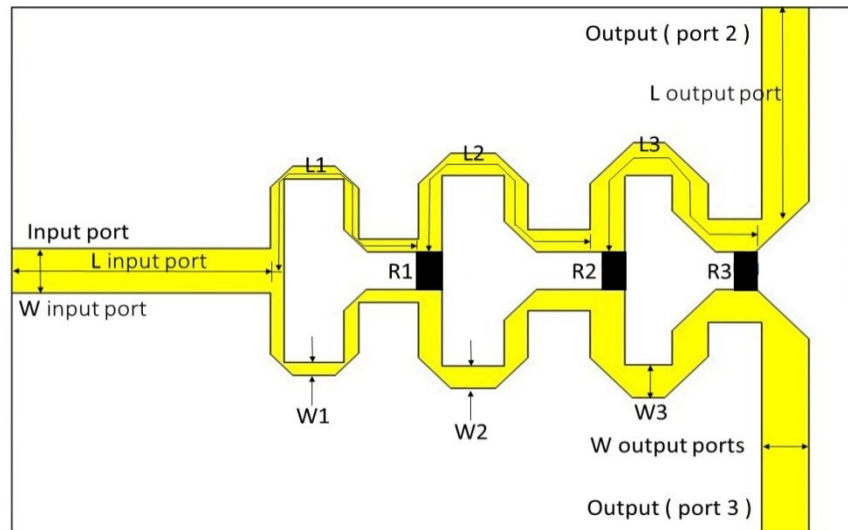 Output ( port 2 )
L output port
L1
L2
L3
Input port
L input port
W input port
R1
R2
R3
W1
W2
W3
W output ports
Output ( port 3 )